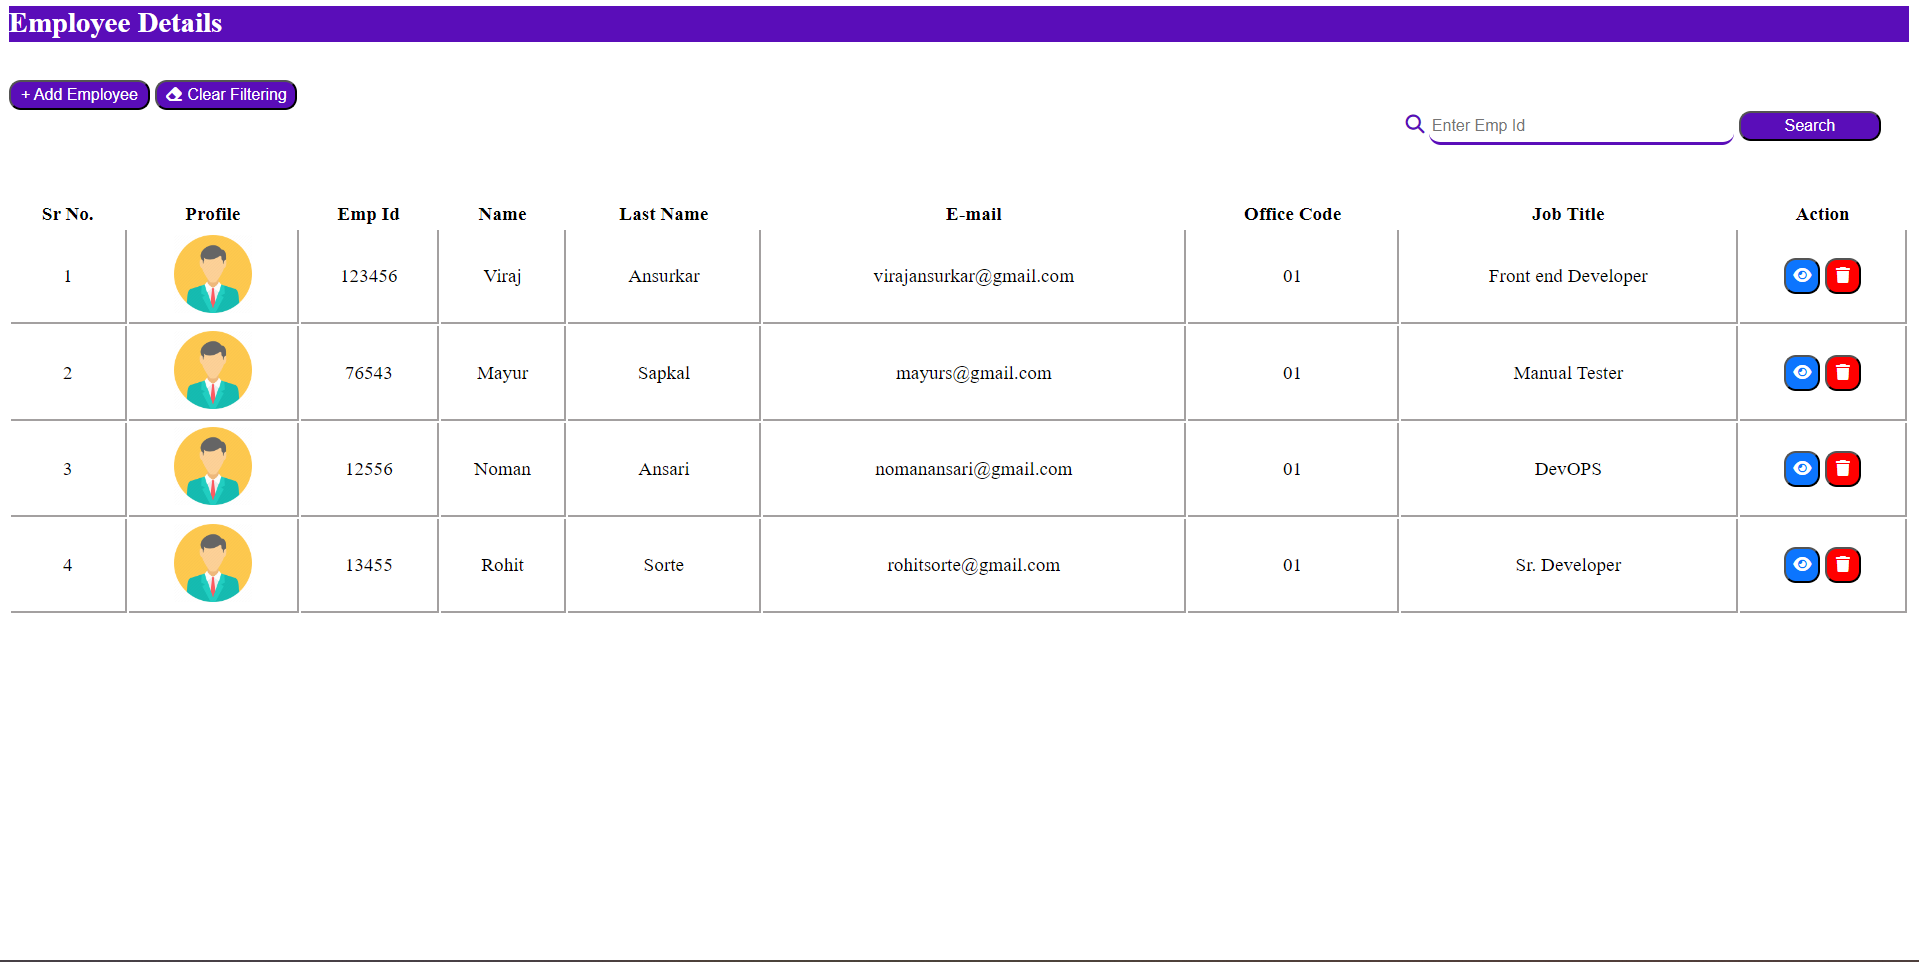 Employee Details
+ Add Employee Clear Filtering
Enter Emp Id Search
Sr No. Profile Emp Id Name Last Name E-mail Office Code Job Title Action
1 123456 Viraj Ansurkar virajansurkar@gmail.com 01 Front end Developer
2 76543 Mayur Sapkal mayurs@gmail.com 01 Manual Tester
3 12556 Noman Ansari nomanansari@gmail.com 01 DevOPS
4 13455 Rohit Sorte rohitsorte@gmail.com 01 Sr. Developer